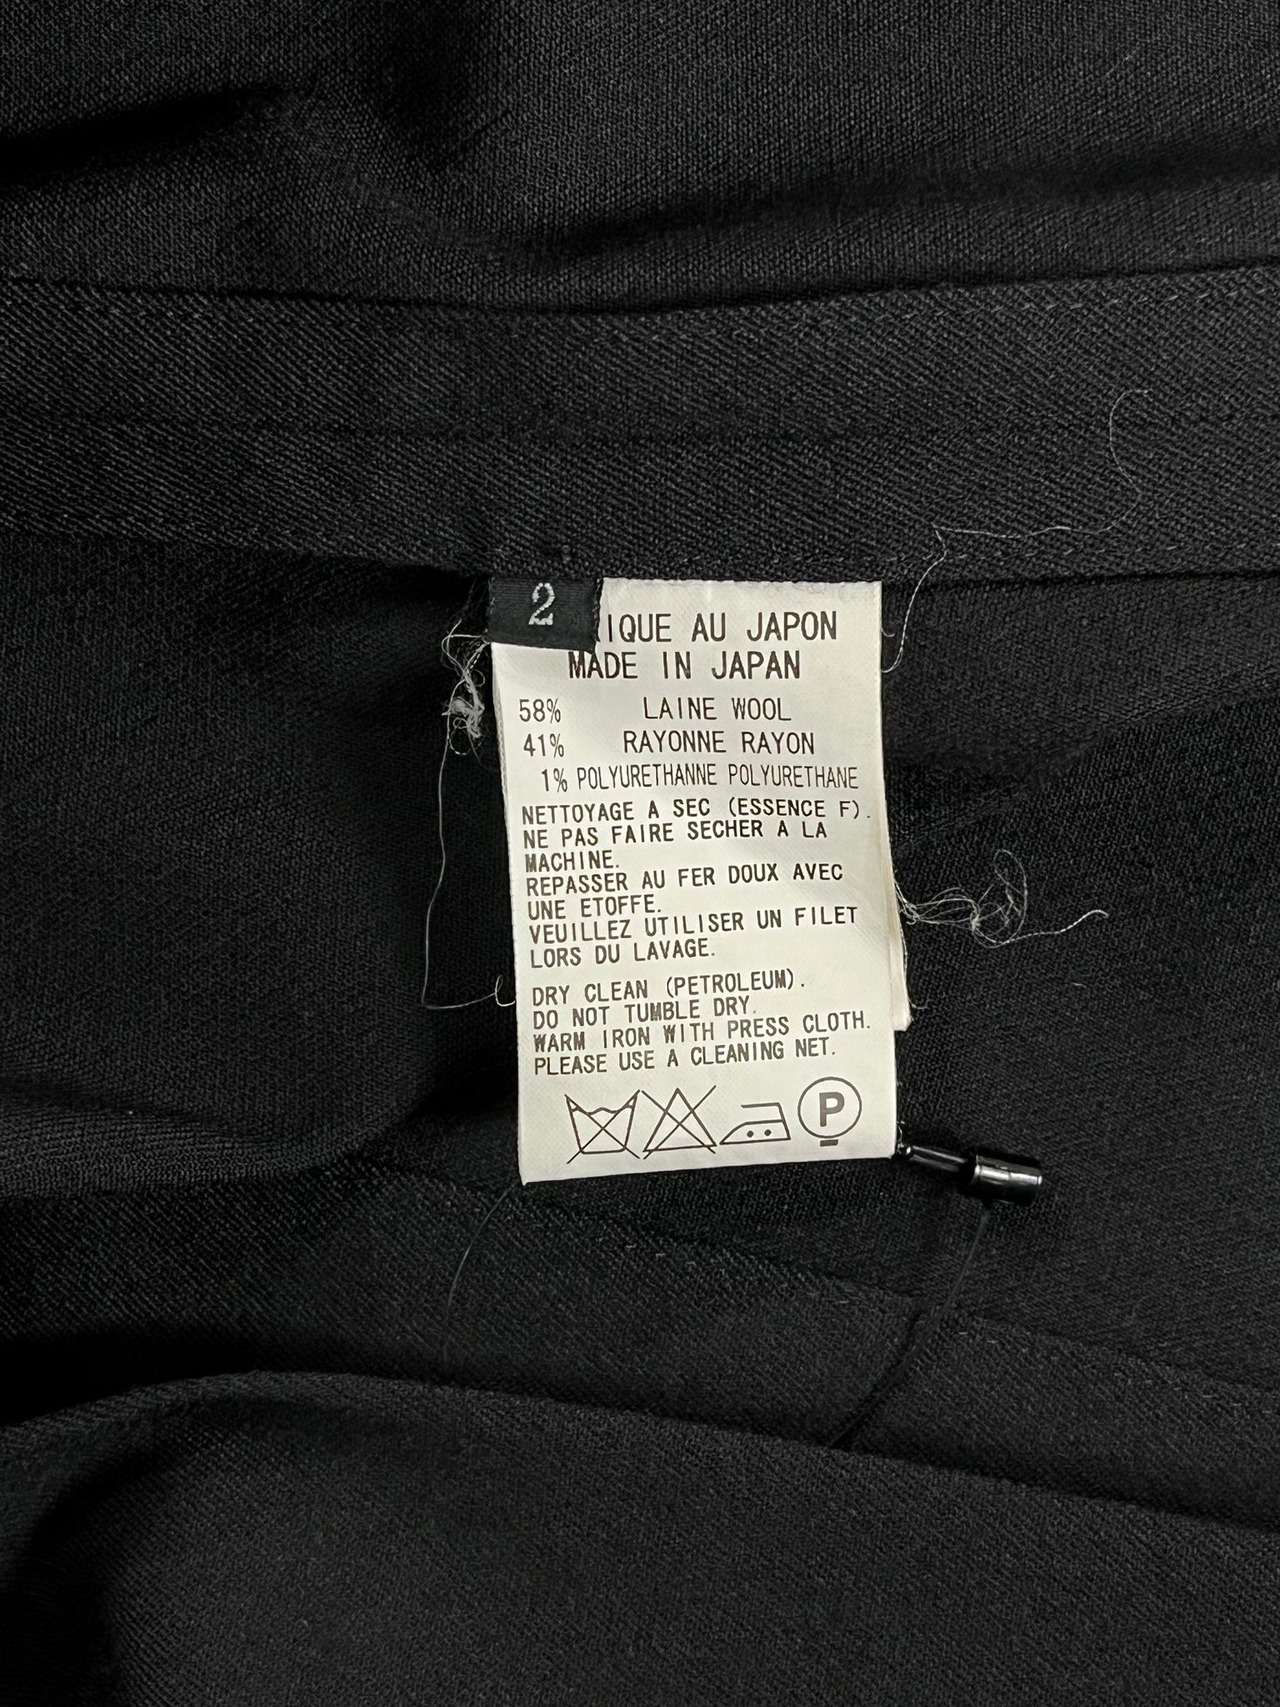 2
IQUE AU JAPON
MADE IN JAPAN
58% LAINE WOOL
41% RAYONNE RAYON
1% POLYURETHANNE POLYURETHANE
NETTOYAGE A SEC (ESSENCE F).
NE PAS FAIRE SECHER A LA
MACHINE.
REPASSER AU FER DOUX AVEC
UNE ETOFFE.
VEUILLEZ UTILISER UN FILET
LORS DU LAVAGE.
DRY CLEAN (PETROLEUM).
DO NOT TUMBLE DRY.
WARM IRON WITH PRESS CLOTH.
PLEASE USE A CLEANING NET.
P